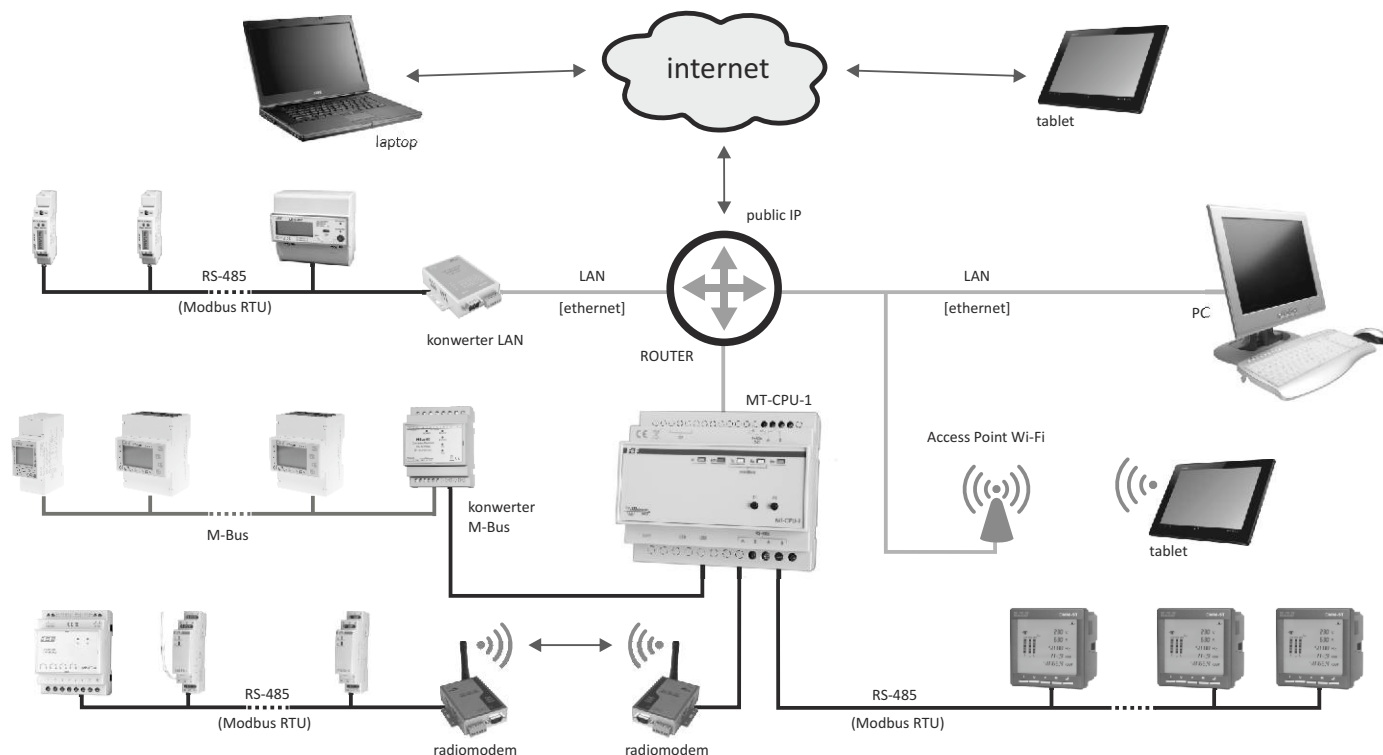 internet
laptop
tablet
public IP
RS-485
(Modbus RTU)
LAN
[ethernet]
LAN
[ethernet]
PC
konwerter LAN
ROUTER
MT-CPU-1
Access Point Wi-Fi
konwerter
M-Bus
M-Bus
tablet
RS-485
(Modbus RTU)
RS-485
(Modbus RTU)
radiomodem
radiomodem